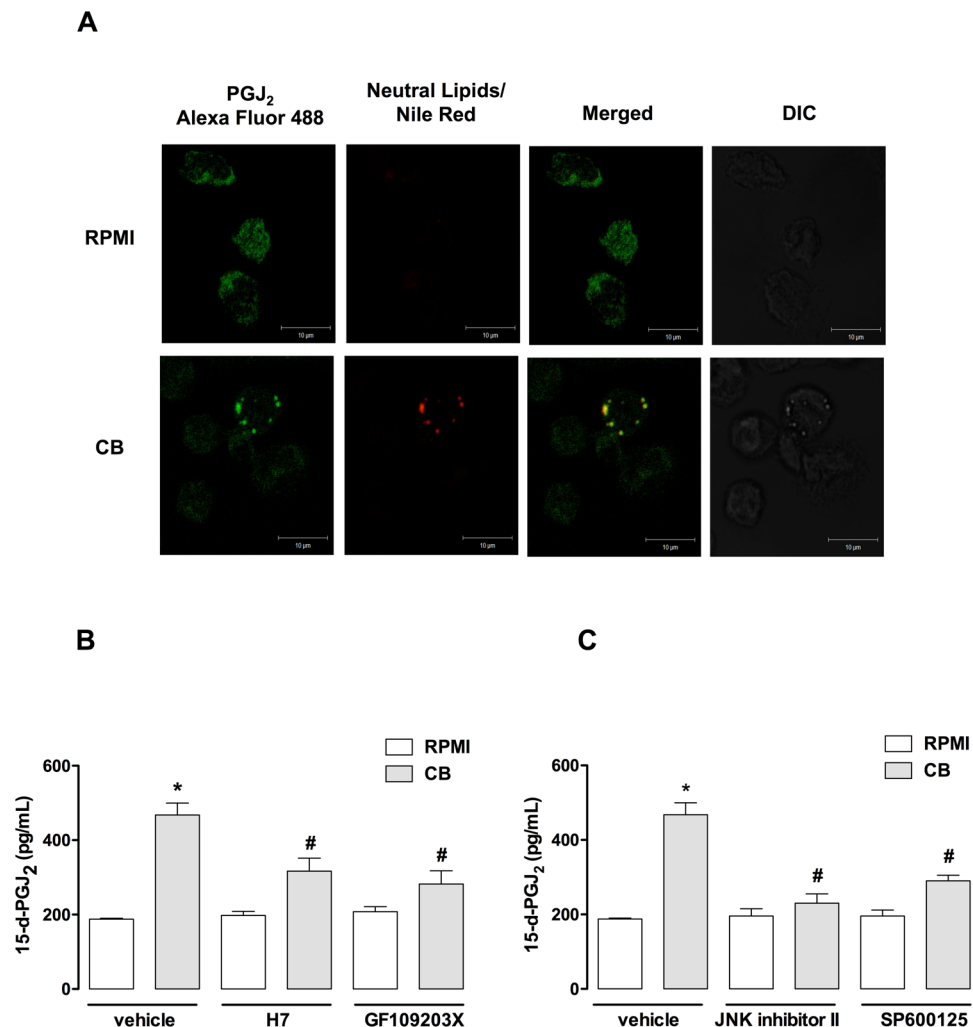 A
PGJ2
Alexa Fluor 488
Neutral Lipids/
Nile Red
Merged
DIC
RPMI
10 µm
10 µm
10 µm
10 µm
CB
10 µm
10 µm
10 µm
10 µm
B
RPMI
CB
15-d-PGJ2 (pg/mL)
600
400
200
0
*
#
#
vehicle
H7
GF109203X
C
RPMI
CB
15-d-PGJ2 (pg/mL)
600
400
200
0
*
#
#
vehicle
JNK inhibitor II
SP600125